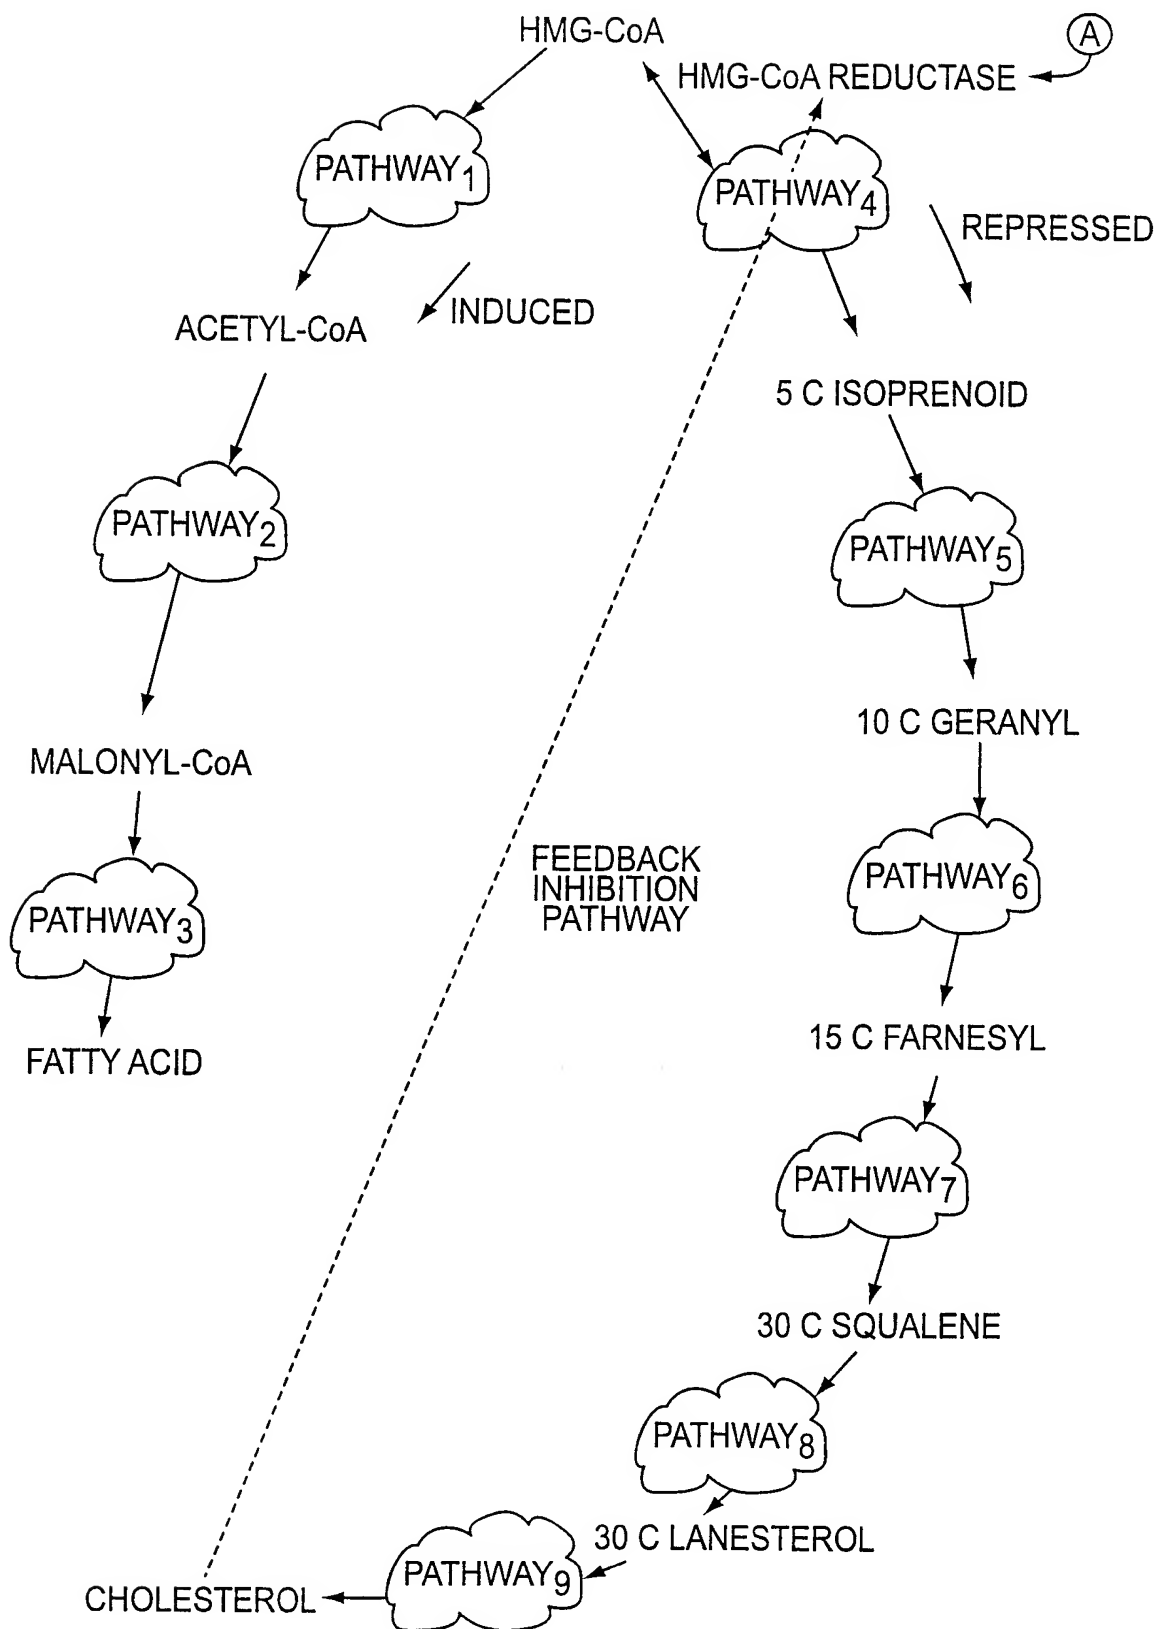 HMG-CoA
A
HMG-CoA REDUCTASE
PATHWAY1
PATHWAY4
REPRESSED
INDUCED
ACETYL-CoA
5 C ISOPRENOID
PATHWAY2
PATHWAY5
10 C GERANYL
MALONYL-CoA
FEEDBACK
INHIBITION
PATHWAY
PATHWAY6
PATHWAY3
15 C FARNESYL
FATTY ACID
PATHWAY7
30 C SQUALENE
PATHWAY8
30 C LANESTEROL
PATHWAY9
CHOLESTEROL